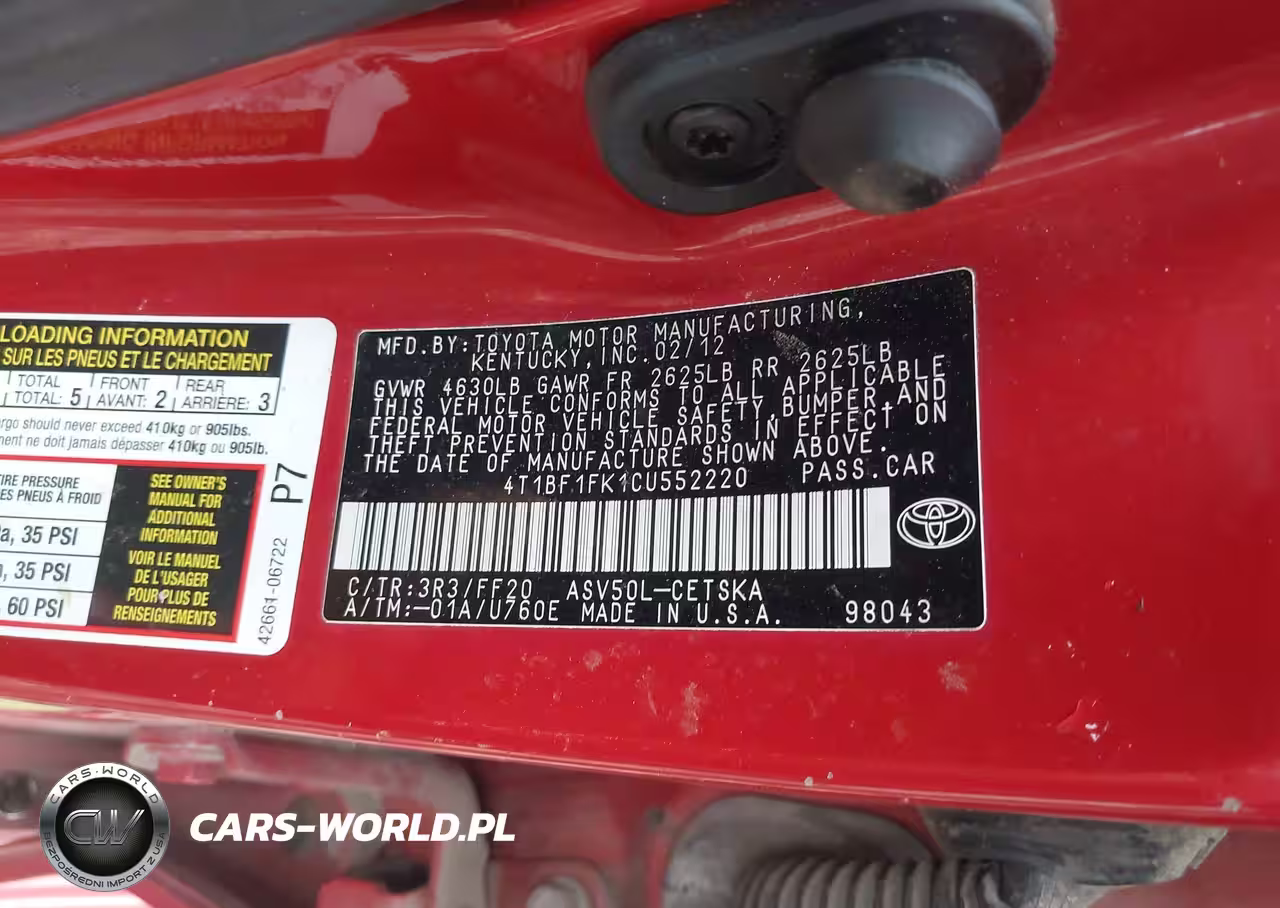 LOADING INFORMATION
SUR LES PNEUS ET LE CHARGEMENT
TOTAL FRONT REAR
TOTAL: 5 AVANT: 2 ARRIÈRE: 3
should never exceed 410kg or 905lbs.
ne doit jamais dépasser 410kg ou 905lb.
TIRE PRESSURE
PNEUS À FROID
35 PSI
35 PSI
60 PSI
SEE OWNER'S
MANUAL FOR
ADDITIONAL
INFORMATION
VOIR LE MANUEL
DE L'USAGER
POUR PLUS DE
RENSEIGNEMENTS
P7
42661-06722
MFD.BY:TOYOTA MOTOR MANUFACTURING,
KENTUCKY, INC.02/12
GVWR 4630LB GAWR FR 2625LB RR 2625LB
THIS VEHICLE CONFORMS TO ALL APPLICABLE
FEDERAL MOTOR VEHICLE SAFETY,BUMPER,AND
THEFT PREVENTION STANDARDS IN EFFECT ON
THE DATE OF MANUFACTURE SHOWN ABOVE.
4T1BF1FK1CU552220 PASS.CAR
C/TR:3R3/FF20 ASV50L-CETSKA
A/TM:-01A/U760E MADE IN U.S.A. 98043
CARS-WORLD
CW
BEZPOŚREDNI IMPORT Z USA
CARS-WORLD.PL